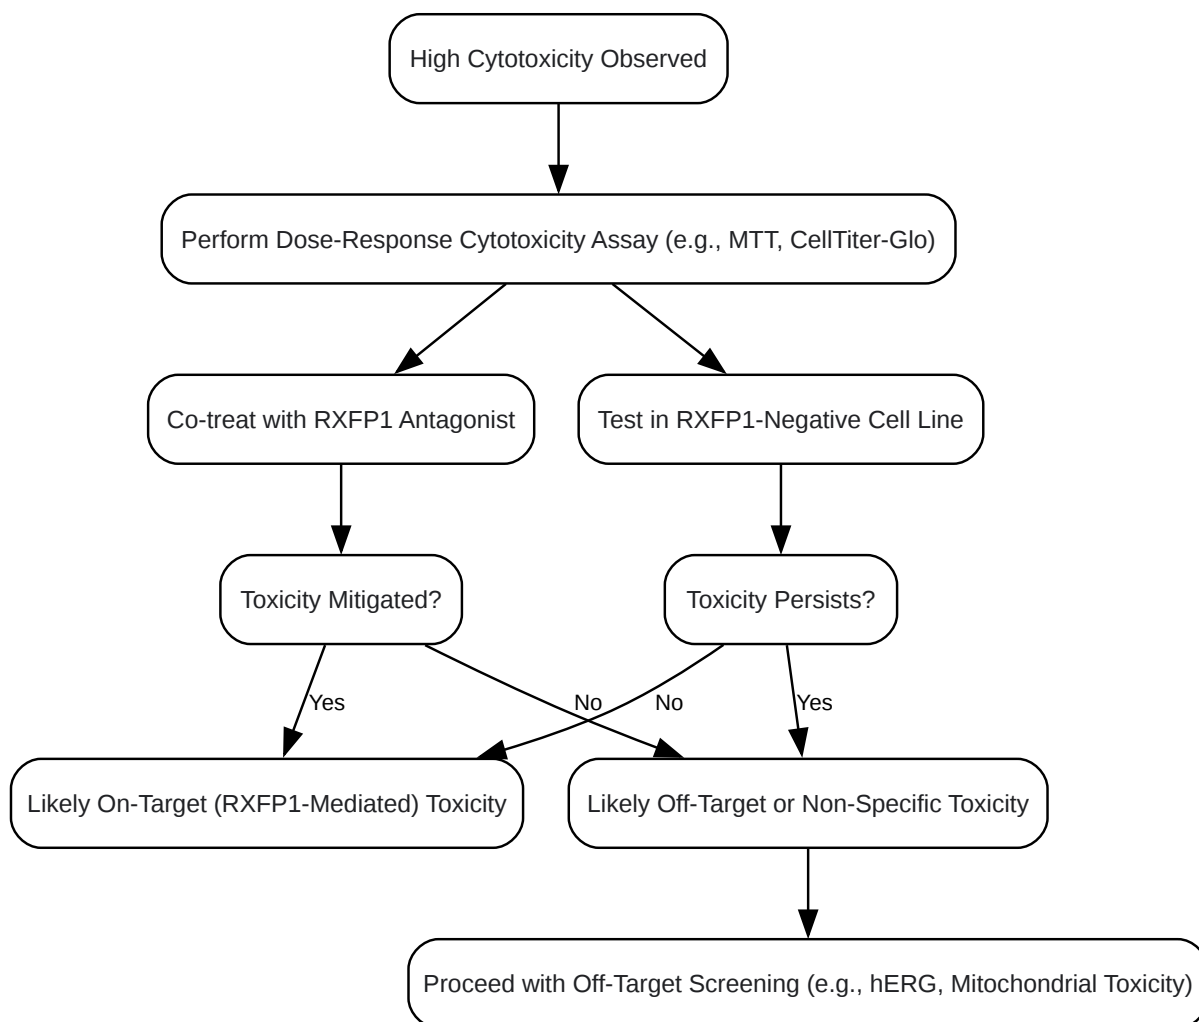 High Cytotoxicity Observed
Perform Dose-Response Cytotoxicity Assay (e.g., MTT, CellTiter-Glo)
Co-treat with RXFP1 Antagonist
Test in RXFP1-Negative Cell Line
Toxicity Mitigated?
Toxicity Persists?
Yes
No
No
Yes
Likely On-Target (RXFP1-Mediated) Toxicity
Likely Off-Target or Non-Specific Toxicity
Proceed with Off-Target Screening (e.g., hERG, Mitochondrial Toxicity)